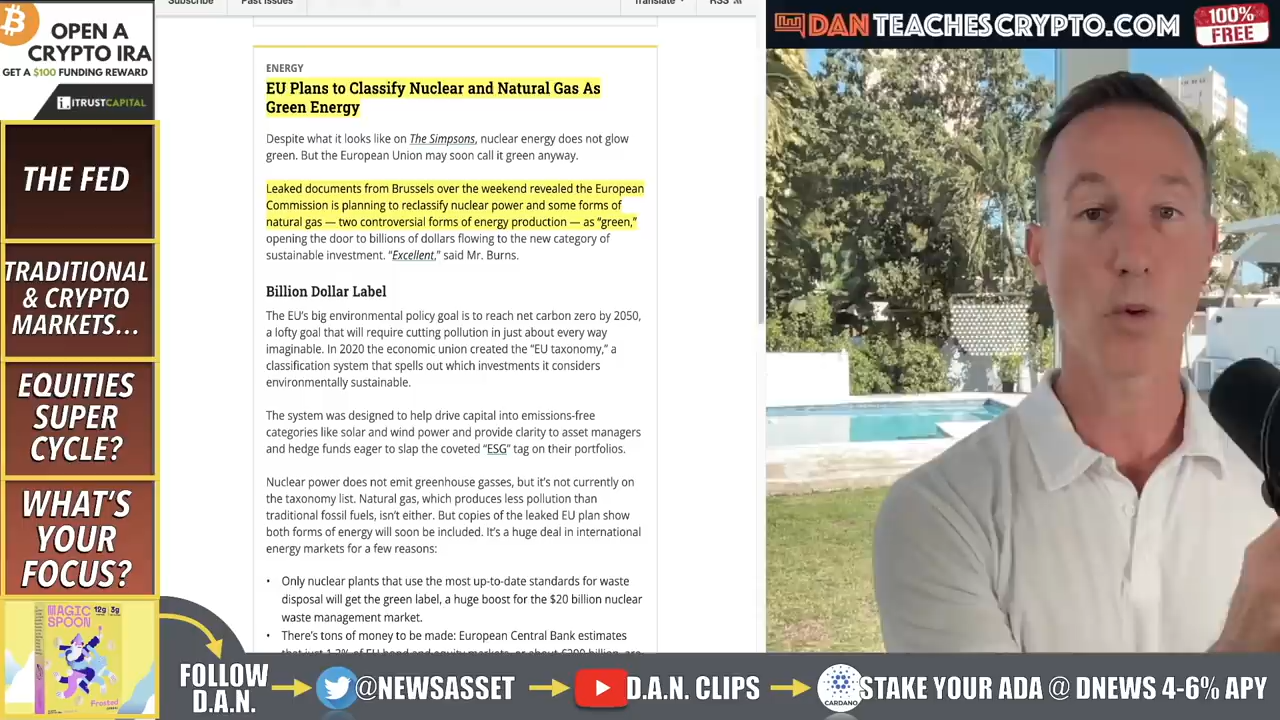 Subscribe
Past Issues
Translate
RSS
OPEN A
CRYPTO IRA
GET A $100 FUNDING REWARD
ITRUSTCAPITAL
THE FED
TRADITIONAL
& CRYPTO
MARKETS...
EQUITIES
SUPER
CYCLE?
WHAT'S
YOUR
FOCUS?
MAGIC
SPOON
12g 3g
Frosted
ENERGY
EU Plans to Classify Nuclear and Natural Gas As
Green Energy
Despite what it looks like on The Simpsons, nuclear energy does not glow
green. But the European Union may soon call it green anyway.
Leaked documents from Brussels over the weekend revealed the European
Commission is planning to reclassify nuclear power and some forms of
natural gas — two controversial forms of energy production — as “green,”
opening the door to billions of dollars flowing to the new category of
sustainable investment. “Excellent,” said Mr. Burns.
Billion Dollar Label
The EU’s big environmental policy goal is to reach net carbon zero by 2050,
a lofty goal that will require cutting pollution in just about every way
imaginable. In 2020 the economic union created the “EU taxonomy,” a
classification system that spells out which investments it considers
environmentally sustainable.
The system was designed to help drive capital into emissions-free
categories like solar and wind power and provide clarity to asset managers
and hedge funds eager to slap the coveted “ESG” tag on their portfolios.
Nuclear power does not emit greenhouse gasses, but it’s not currently on
the taxonomy list. Natural gas, which produces less pollution than
traditional fossil fuels, isn’t either. But copies of the leaked EU plan show
both forms of energy will soon be included. It’s a huge deal in international
energy markets for a few reasons:
• Only nuclear plants that use the most up-to-date standards for waste
disposal will get the green label, a huge boost for the $20 billion nuclear
waste management market.
• There’s tons of money to be made: European Central Bank estimates
DANTEACHESCRYPTO.COM
100%
FREE
FOLLOW
D.A.N.
@NEWSASSET
D.A.N. CLIPS
CARDANO
STAKE YOUR ADA @ DNEWS 4-6% APY